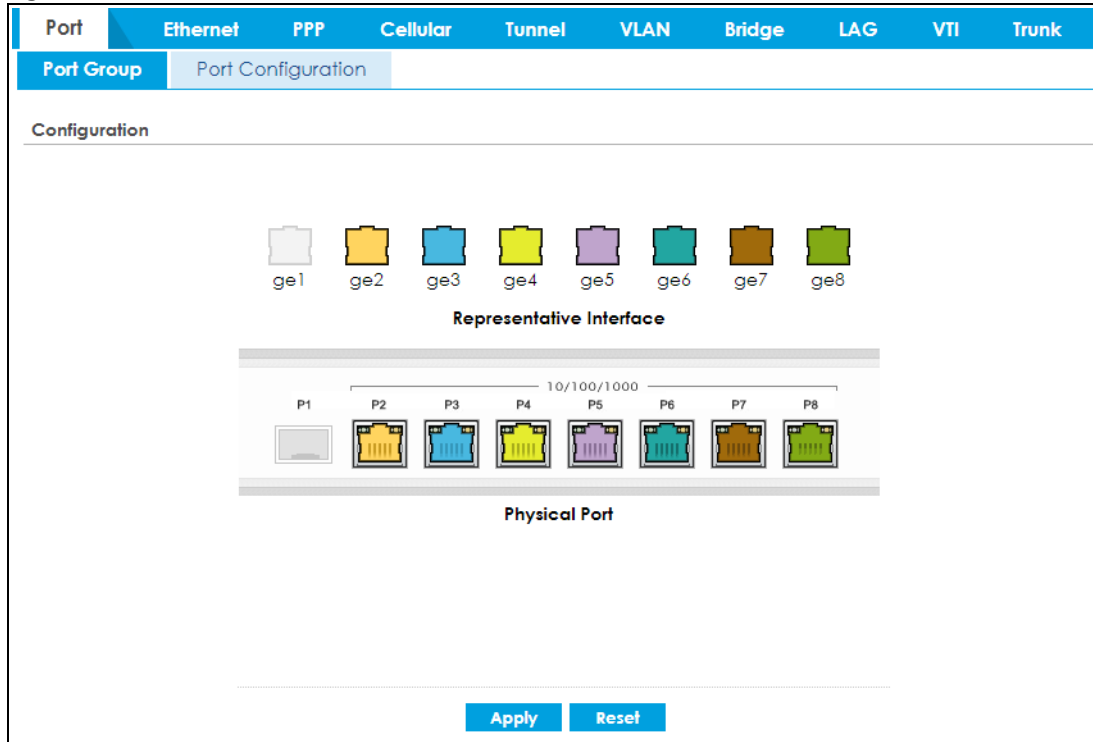 Port Ethernet PPP Cellular Tunnel VLAN Bridge LAG VTI Trunk
Port Group Port Configuration
Configuration
ge1 ge2 ge3 ge4 ge5 ge6 ge7 ge8
Representative Interface
10/100/1000
P1 P2 P3 P4 P5 P6 P7 P8
Physical Port
Apply Reset